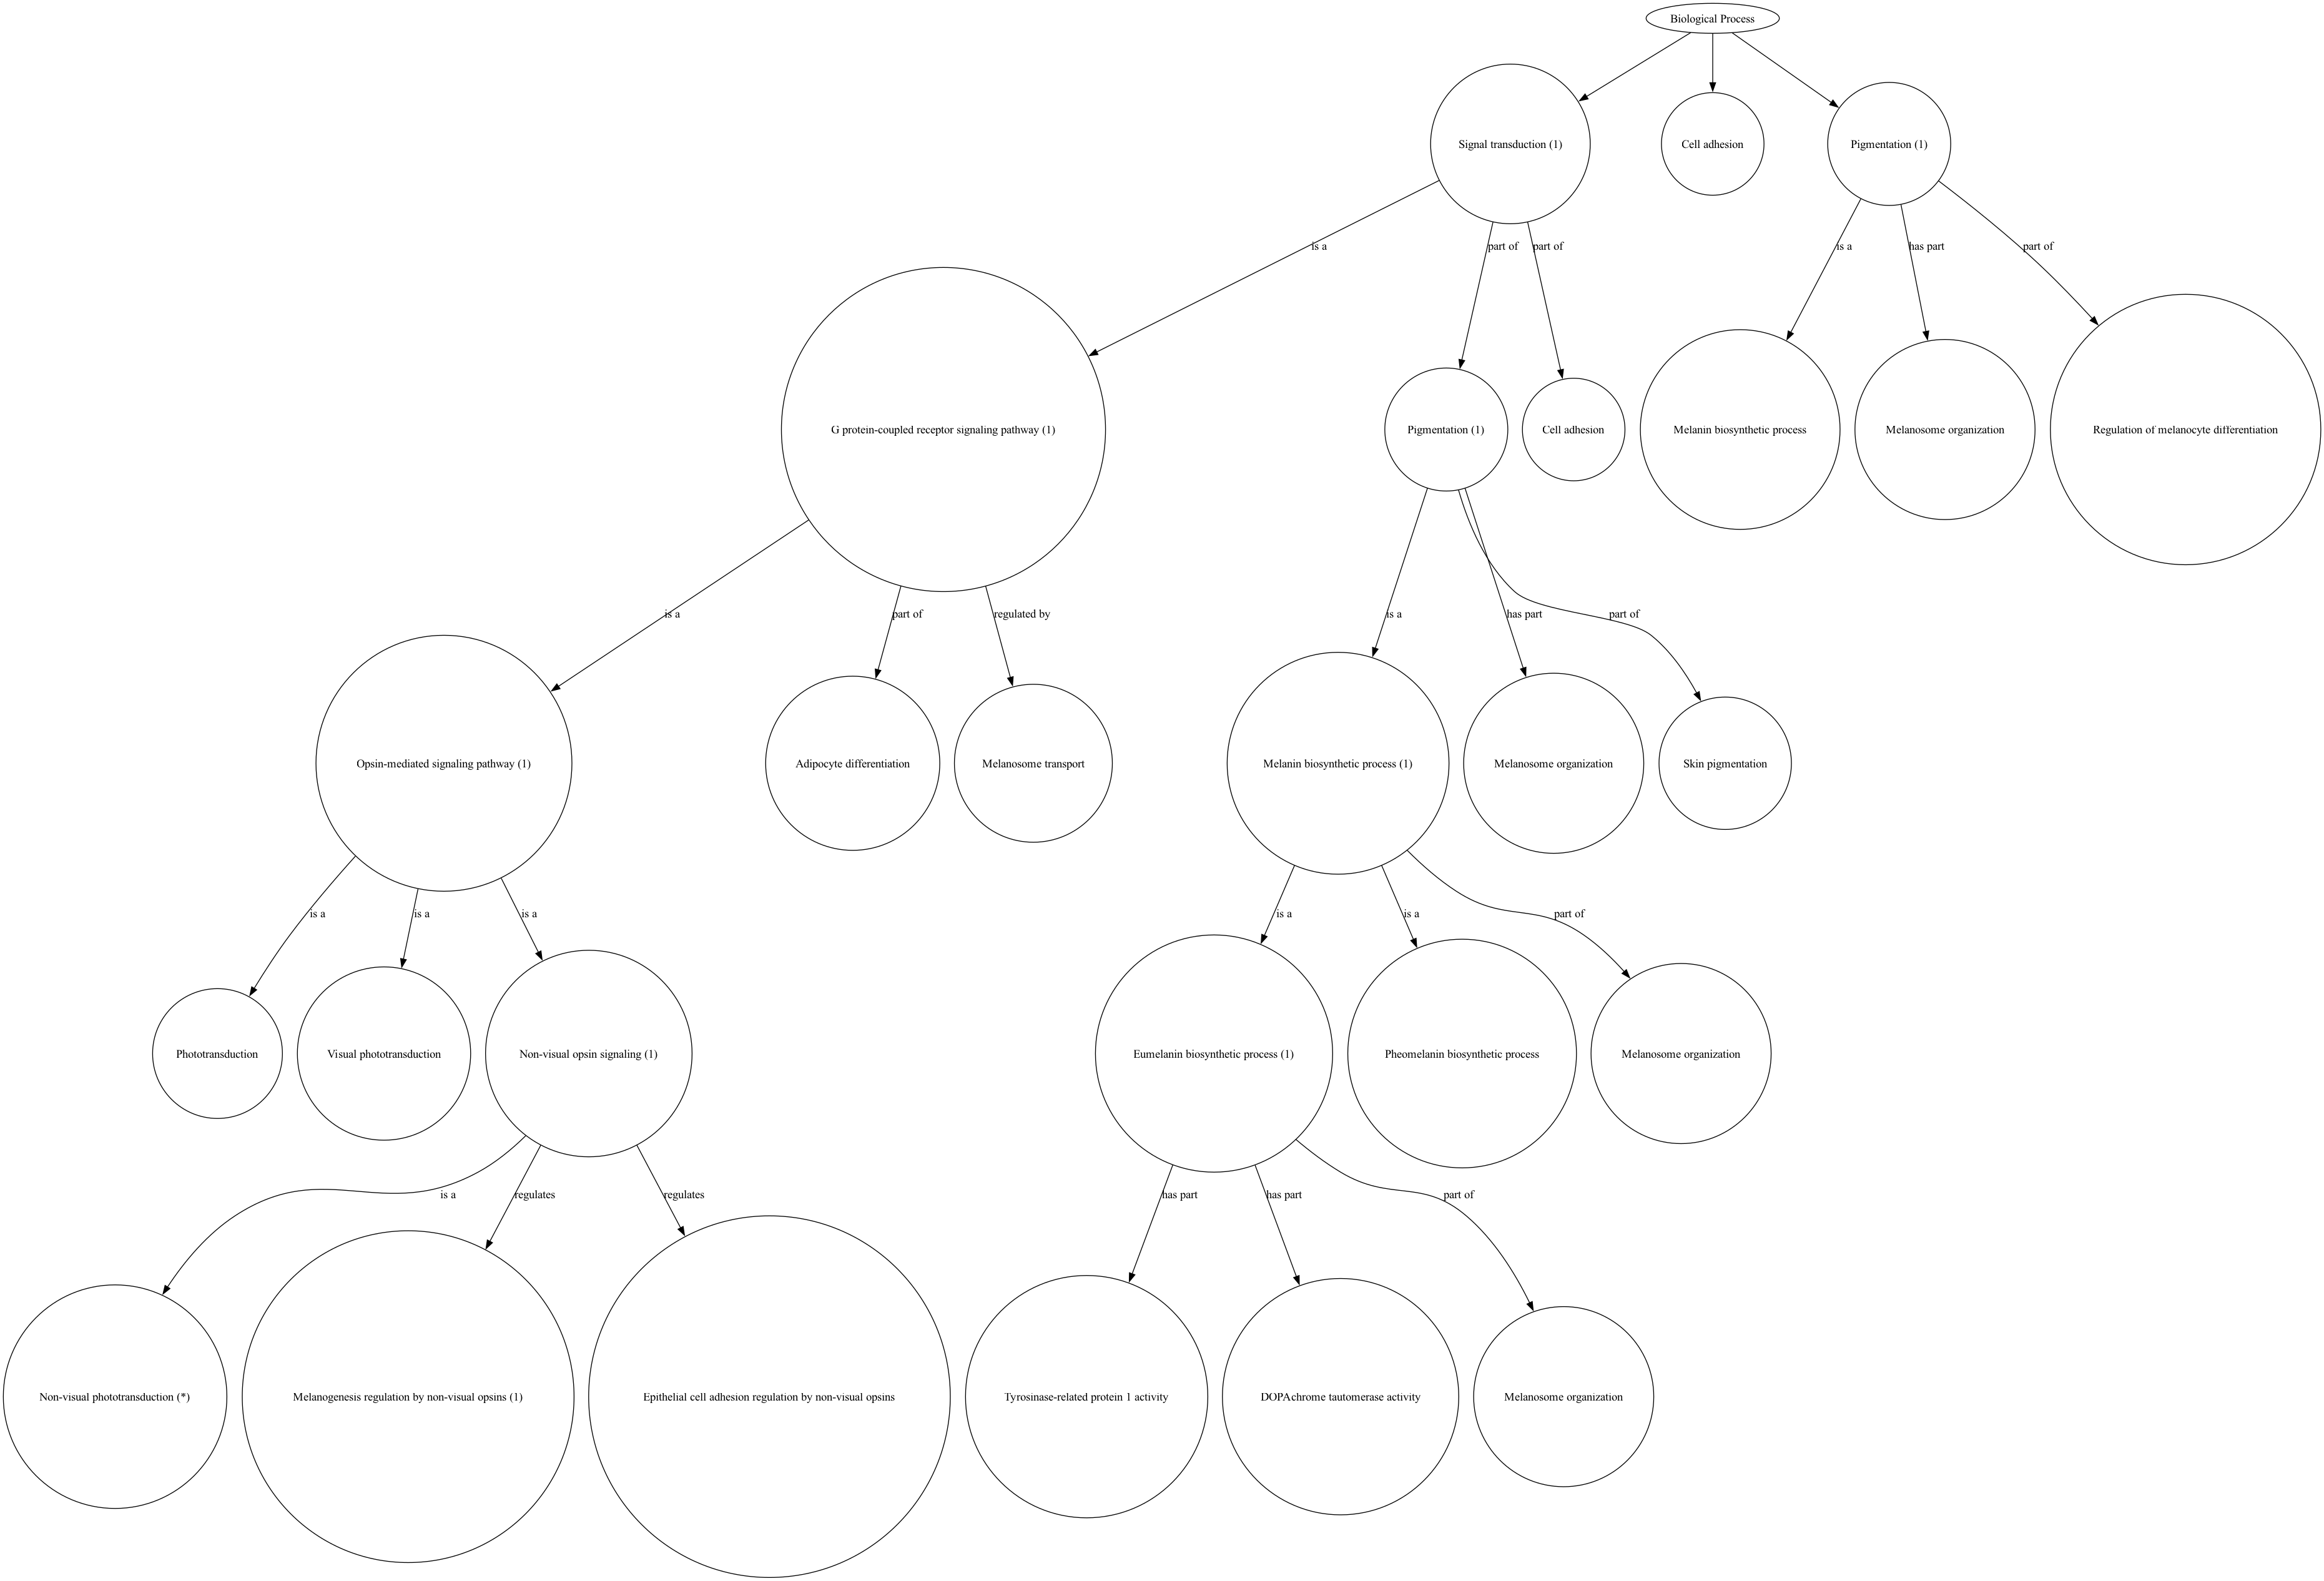 Biological Process
Signal transduction (1)
Cell adhesion
Pigmentation (1)
is a
part of
part of
is a
has part
part of
G protein-coupled receptor signaling pathway (1)
Pigmentation (1)
Cell adhesion
Melanin biosynthetic process
Melanosome organization
Regulation of melanocyte differentiation
is a
part of
regulated by
is a
has part
part of
Opsin-mediated signaling pathway (1)
Adipocyte differentiation
Melanosome transport
Melanin biosynthetic process (1)
Melanosome organization
Skin pigmentation
is a
is a
is a
is a
is a
part of
Phototransduction
Visual phototransduction
Non-visual opsin signaling (1)
Eumelanin biosynthetic process (1)
Pheomelanin biosynthetic process
Melanosome organization
is a
regulates
regulates
has part
has part
part of
Non-visual phototransduction (*)
Melanogenesis regulation by non-visual opsins (1)
Epithelial cell adhesion regulation by non-visual opsins
Tyrosinase-related protein 1 activity
DOPAchrome tautomerase activity
Melanosome organization